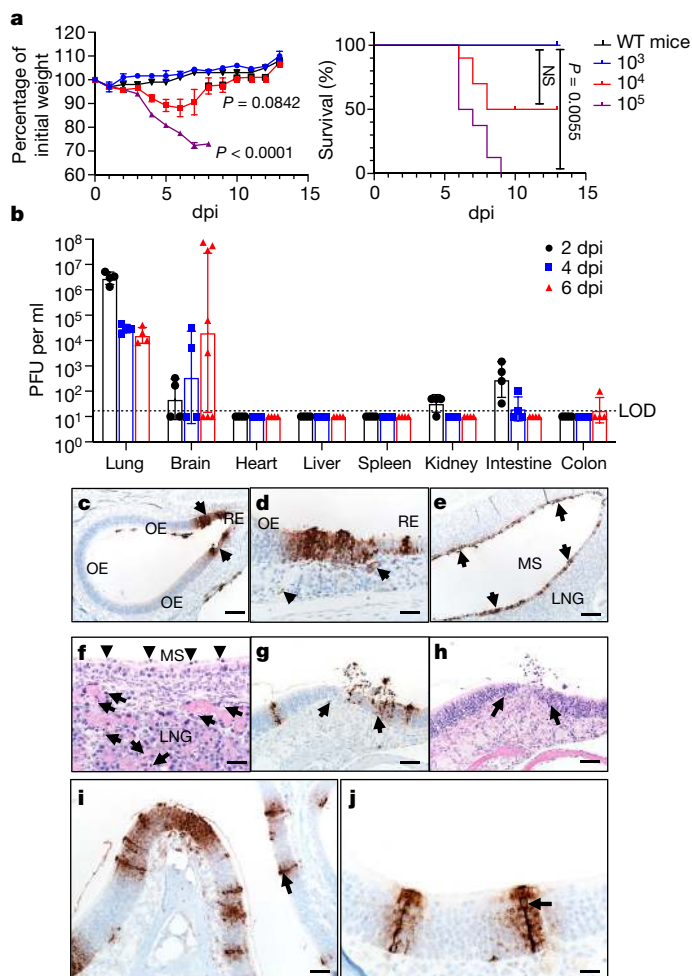 a
Percentage of
initial weight
120
110
100
90
80
70
60
0 5 10 15
dpi
P = 0.0842
P < 0.0001
Survival (%)
100
50
0
0 5 10 15
dpi
NS
P = 0.0055
WT mice
10³
10⁴
10⁵
b
PFU per ml
10⁸
10⁷
10⁶
10⁵
10⁴
10³
10²
10¹
10⁰
2 dpi
4 dpi
6 dpi
LOD
Lung Brain Heart Liver Spleen Kidney Intestine Colon
c
OE
RE
OE
OE
OE
d
OE
RE
e
MS
LNG
f
MS
LNG
g
h
i
j